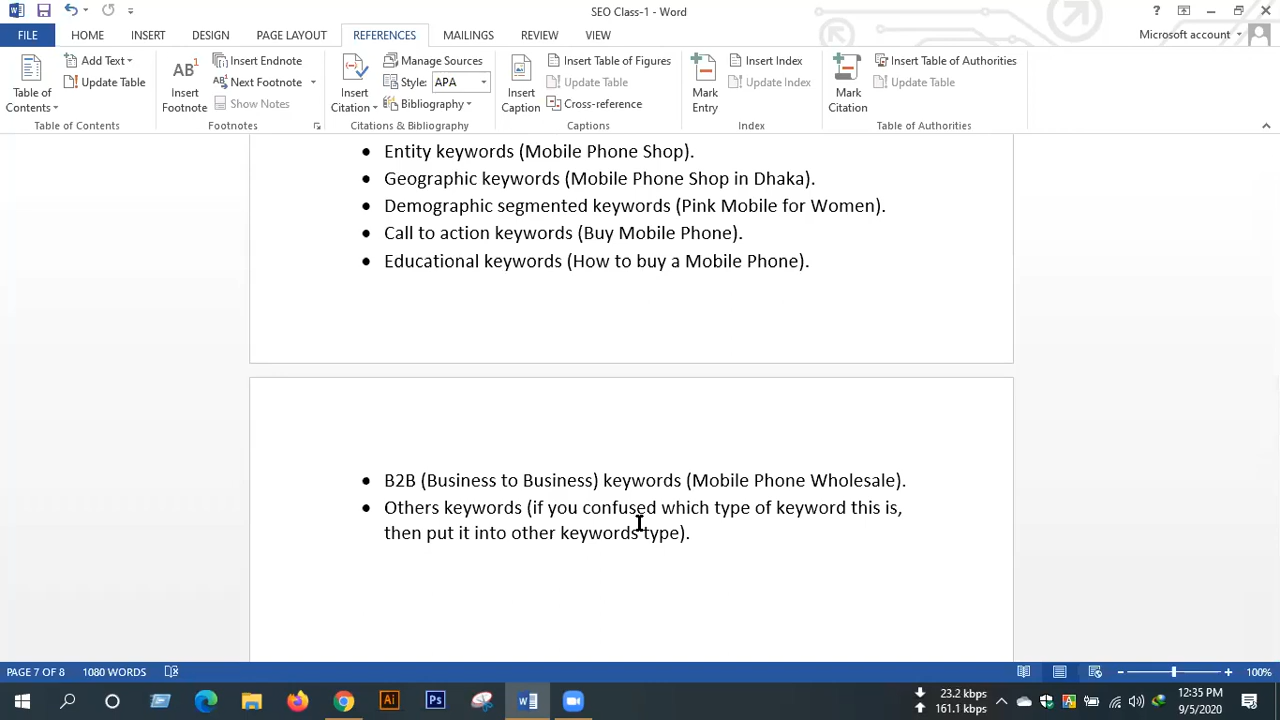 SEO Class-1 - Word
FILE HOME INSERT DESIGN PAGE LAYOUT REFERENCES MAILINGS REVIEW VIEW Microsoft account
Table of Contents
Add Text
Update Table
Table of Contents
AB1 Insert Footnote
Insert Endnote
Next Footnote
Show Notes
Footnotes
Insert Citation
Manage Sources
Style: APA
Bibliography
Citations & Bibliography
Insert Caption
Insert Table of Figures
Update Table
Cross-reference
Captions
Mark Entry
Insert Index
Update Index
Index
Mark Citation
Insert Table of Authorities
Update Table
Table of Authorities
• Entity keywords (Mobile Phone Shop).
• Geographic keywords (Mobile Phone Shop in Dhaka).
• Demographic segmented keywords (Pink Mobile for Women).
• Call to action keywords (Buy Mobile Phone).
• Educational keywords (How to buy a Mobile Phone).
• B2B (Business to Business) keywords (Mobile Phone Wholesale).
• Others keywords (if you confused which type of keyword this is,
then put it into other keywords type).
PAGE 7 OF 8 1080 WORDS 100%
Ai Ps
23.2 kbps
161.1 kbps
12:35 PM
9/5/2020